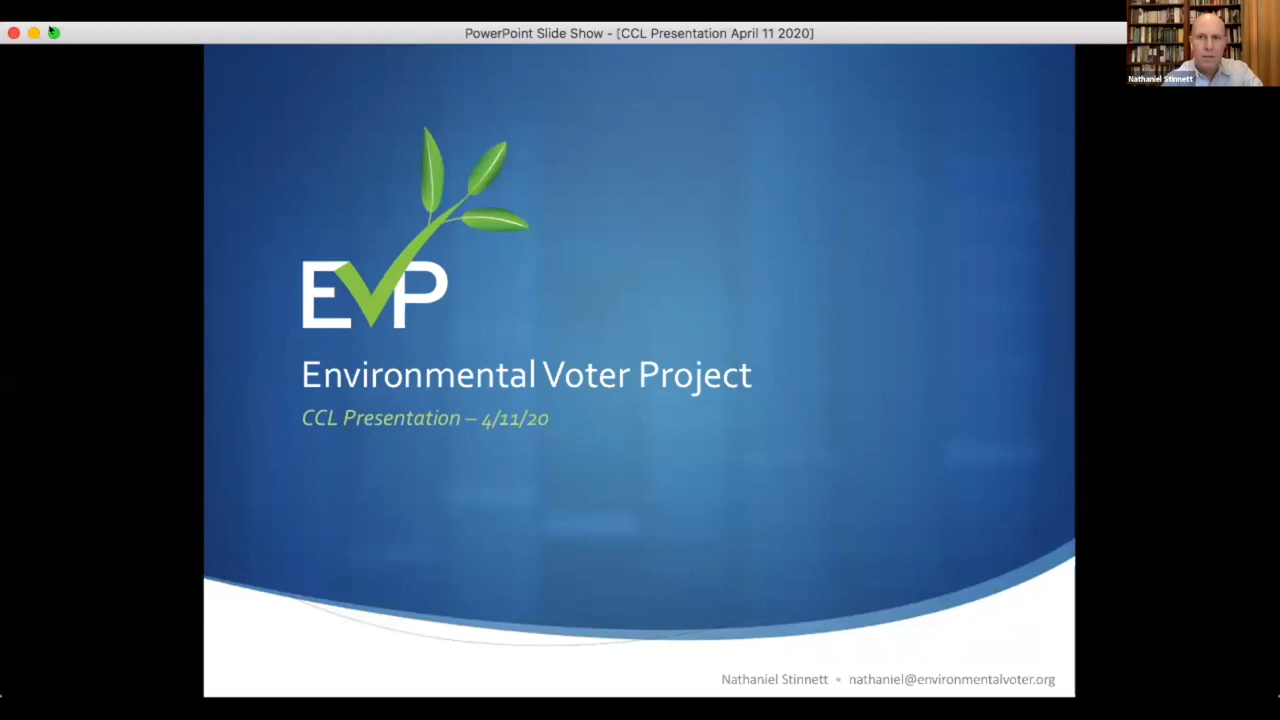 PowerPoint Slide Show - [CCL Presentation April 11 2020]
Nathaniel Stinnett
EVP
Environmental Voter Project
CCL Presentation – 4/11/20
Nathaniel Stinnett • nathaniel@environmentalvoter.org